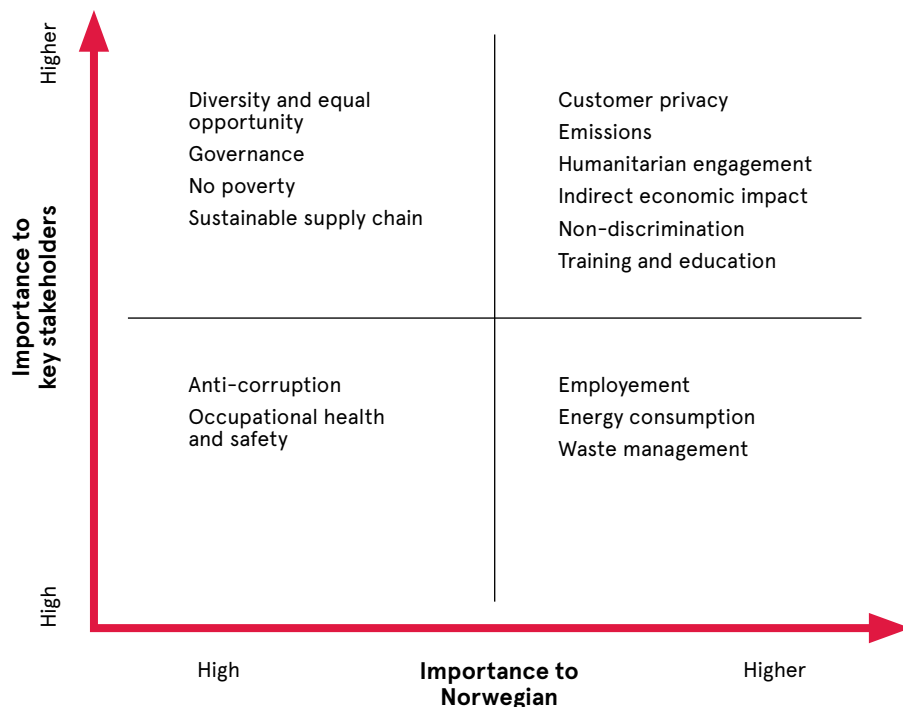 Higher
Importance to
key stakeholders
High
Diversity and equal
opportunity
Governance
No poverty
Sustainable supply chain
Customer privacy
Emissions
Humanitarian engagement
Indirect economic impact
Non-discrimination
Training and education
Anti-corruption
Occupational health
and safety
Employement
Energy consumption
Waste management
High
Importance to
Norwegian
Higher